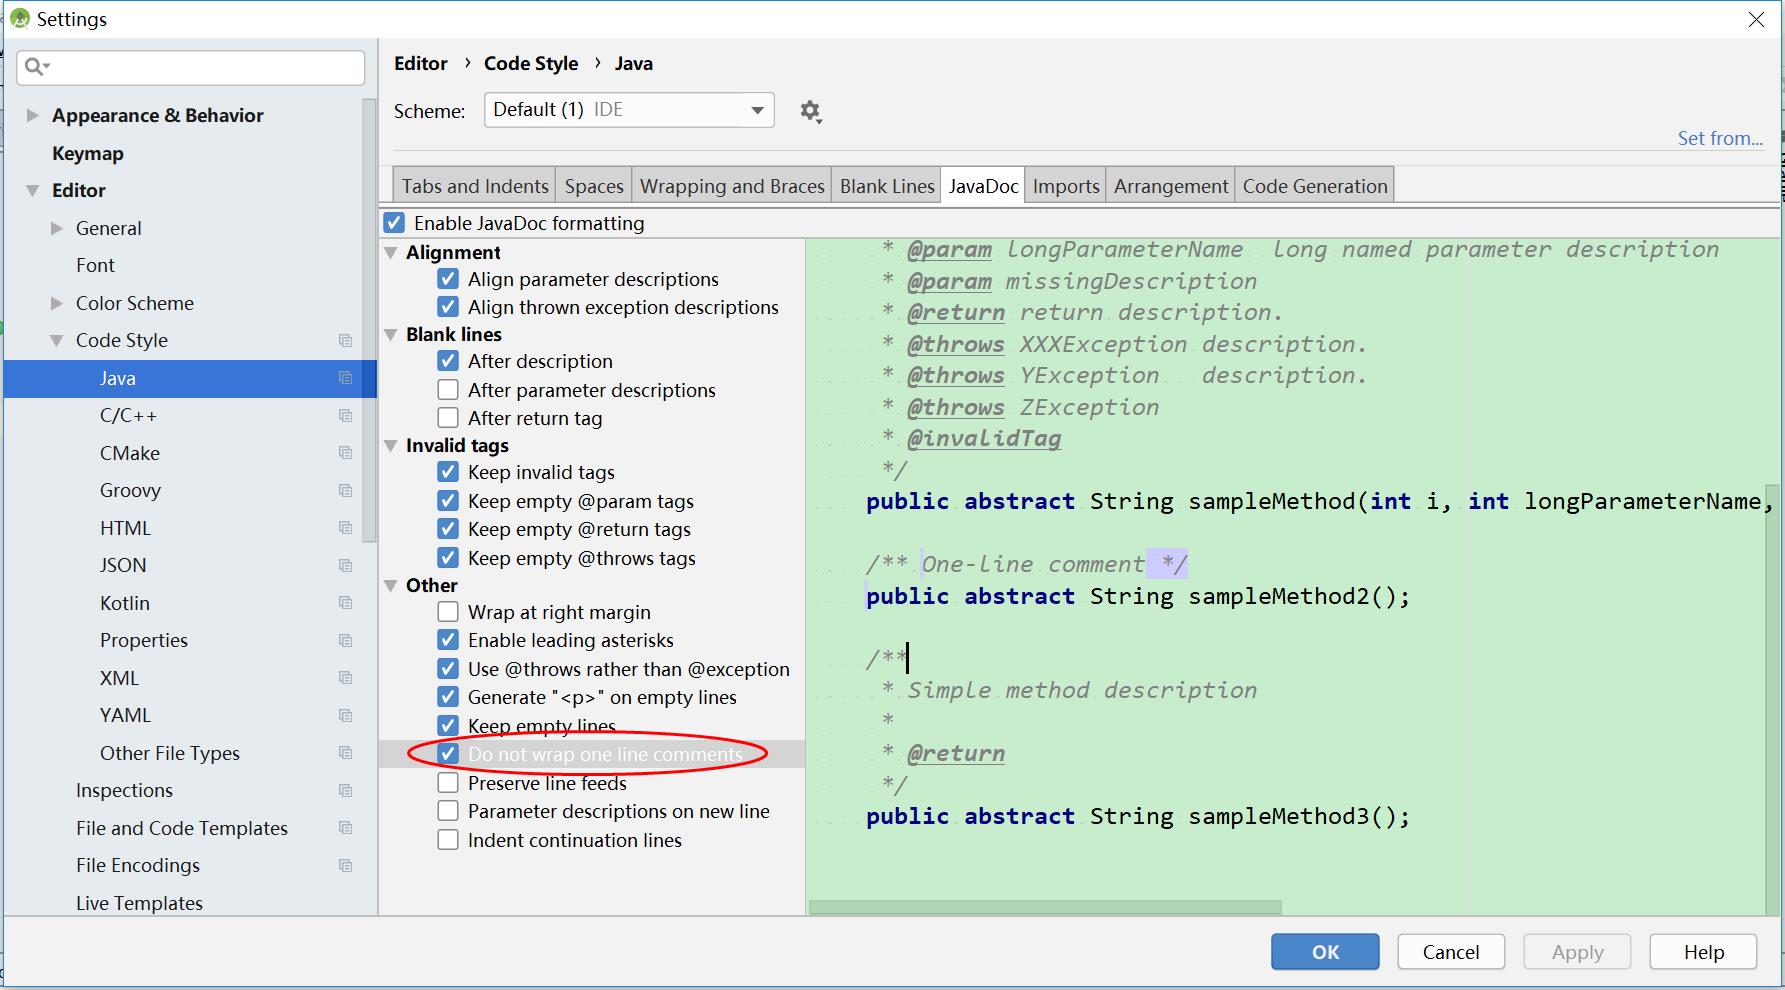 Settings
Appearance & Behavior
Keymap
Editor
General
Font
Color Scheme
Code Style
Java
C/C++
CMake
Groovy
HTML
JSON
Kotlin
Properties
XML
YAML
Other File Types
Inspections
File and Code Templates
File Encodings
Live Templates
Editor › Code Style › Java
Scheme: Default (1) IDE
Set from...
Tabs and Indents Spaces Wrapping and Braces Blank Lines JavaDoc Imports Arrangement Code Generation
Enable JavaDoc formatting
Alignment
Align parameter descriptions
Align thrown exception descriptions
Blank lines
After description
After parameter descriptions
After return tag
Invalid tags
Keep invalid tags
Keep empty @param tags
Keep empty @return tags
Keep empty @throws tags
Other
Wrap at right margin
Enable leading asterisks
Use @throws rather than @exception
Generate "<p>" on empty lines
Keep empty lines
Do not wrap one line comments
Preserve line feeds
Parameter descriptions on new line
Indent continuation lines
* @param longParameterName long named parameter description
* @param missingDescription
* @return return description.
* @throws XXXException description.
* @throws YException description.
* @throws ZException
* @invalidTag
*/
public abstract String sampleMethod(int i, int longParameterName,
/** One-line comment */
public abstract String sampleMethod2();
/**
* Simple method description
*
* @return
*/
public abstract String sampleMethod3();
OK Cancel Apply Help